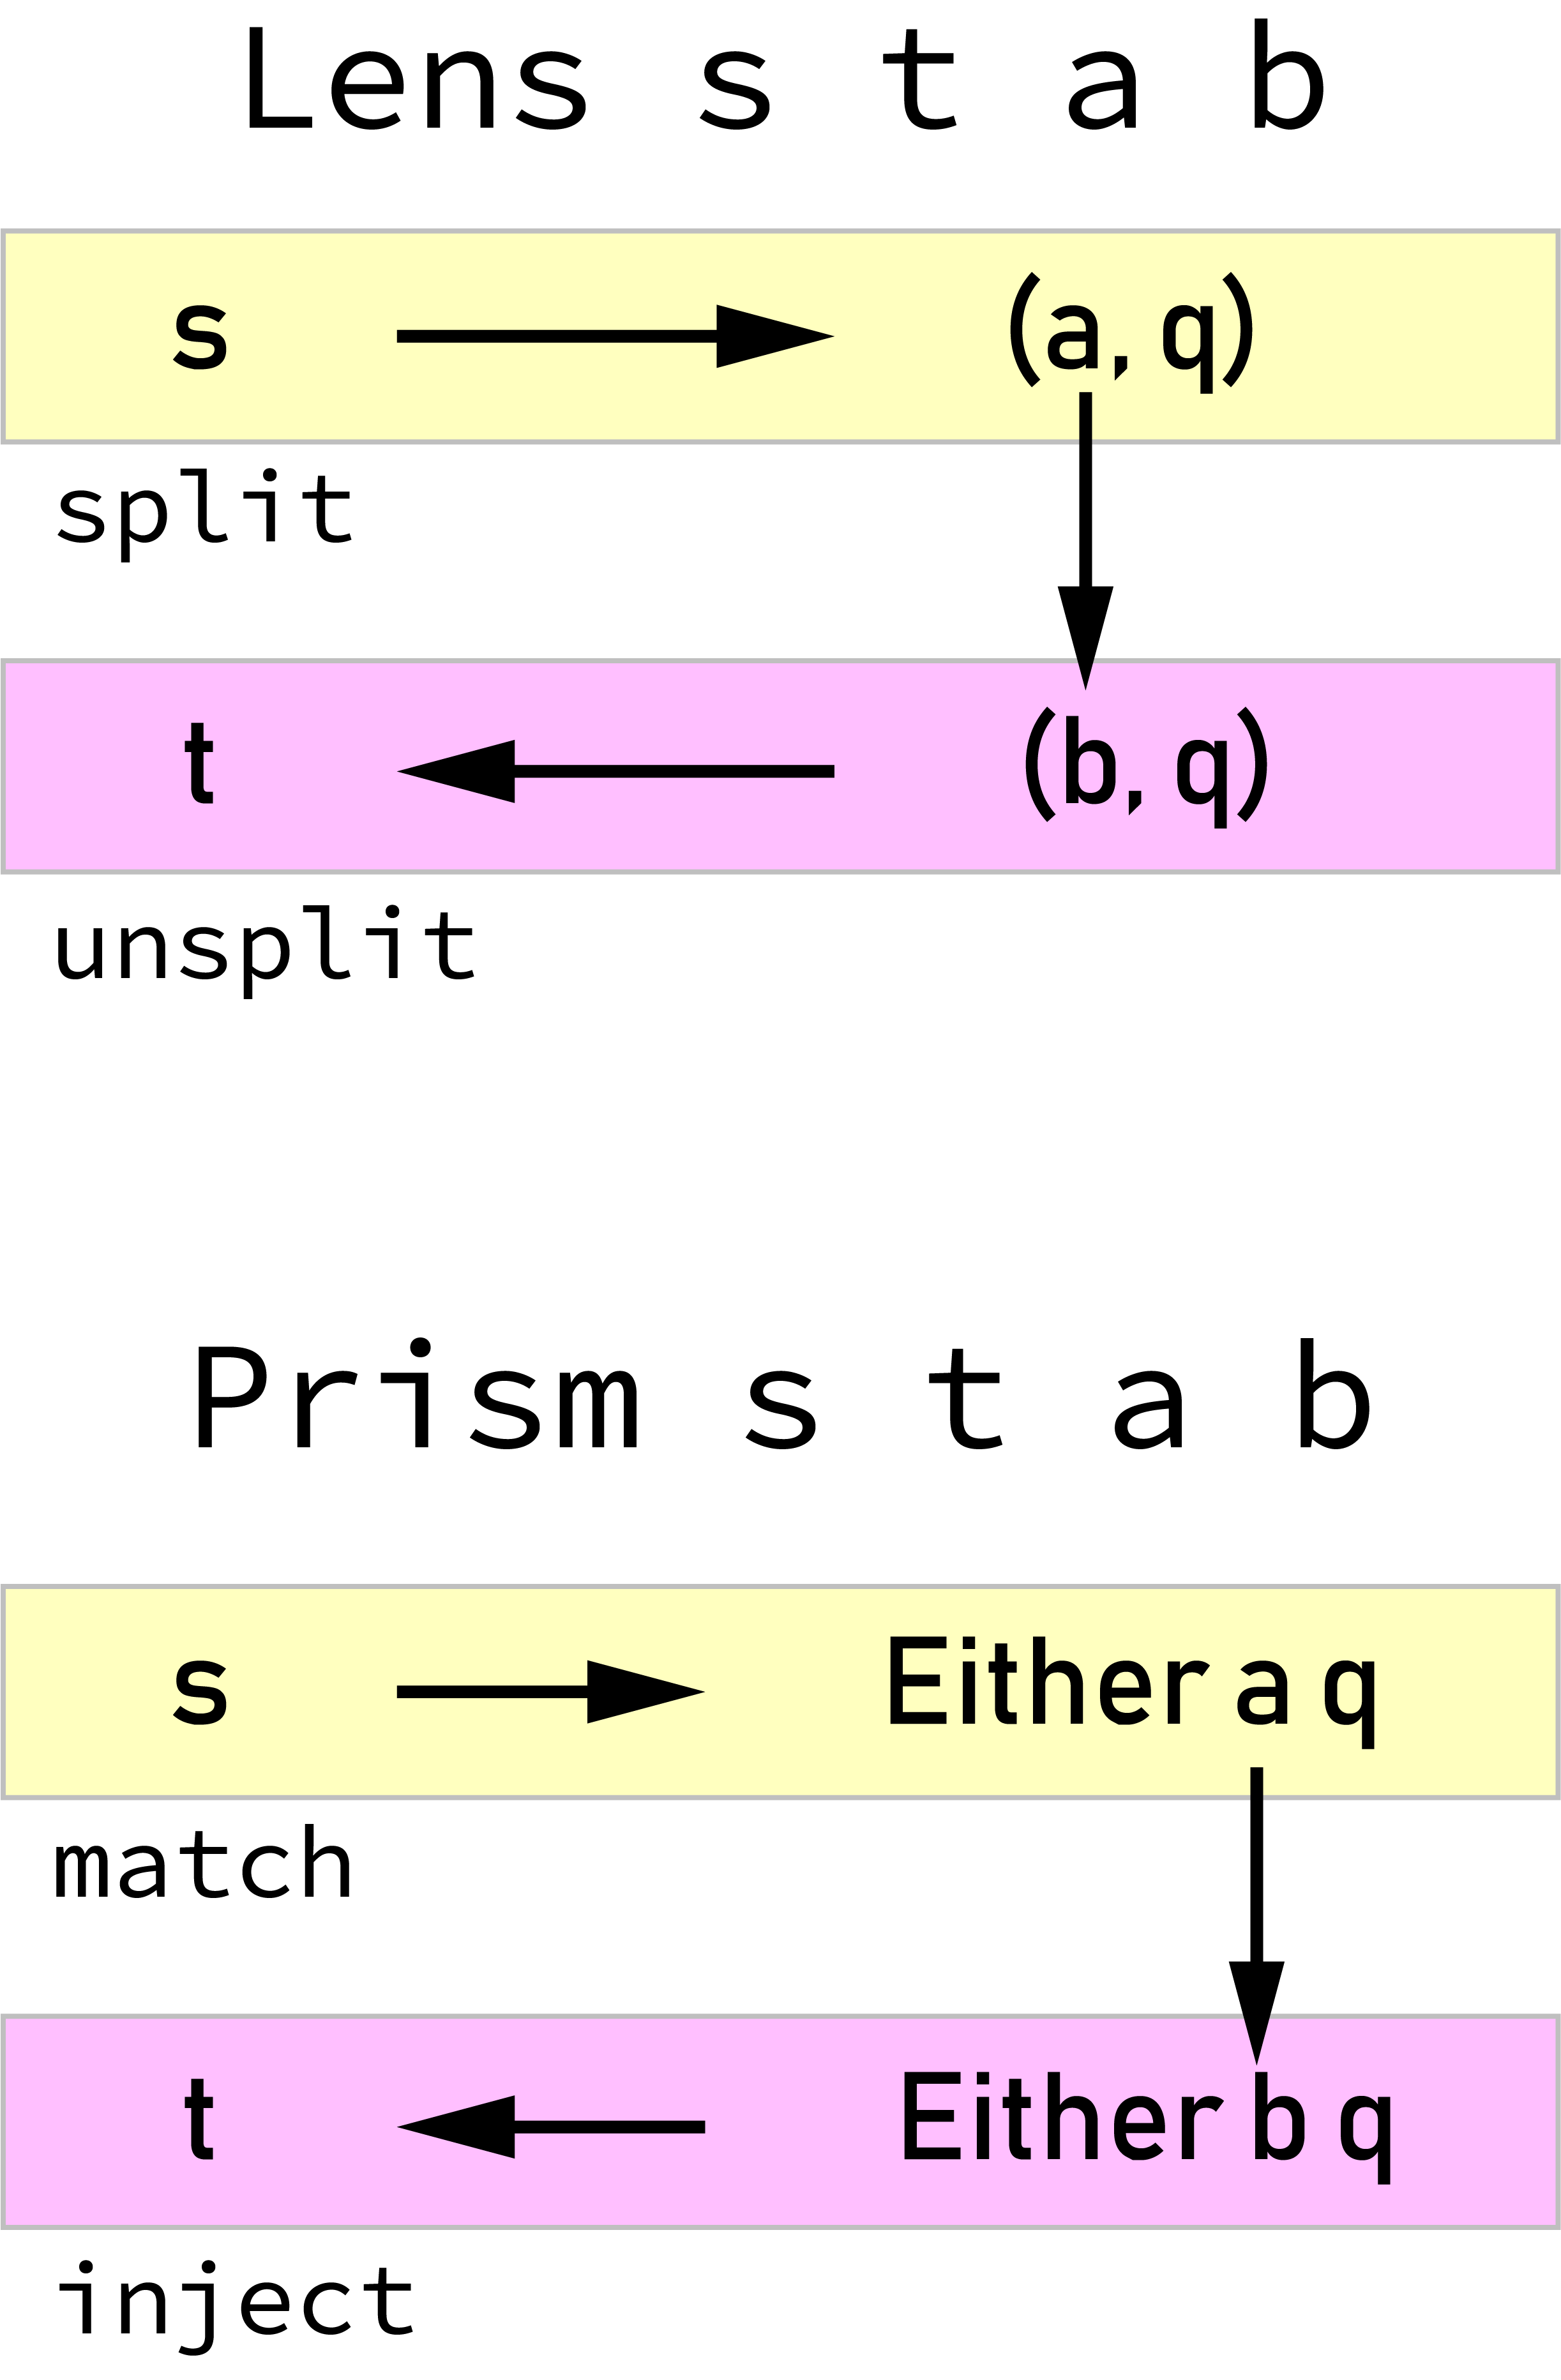 Lens s t a b
s (a, q)
split
t (b, q)
unsplit
Prism s t a b
s Either a q
match
t Either b q
inject